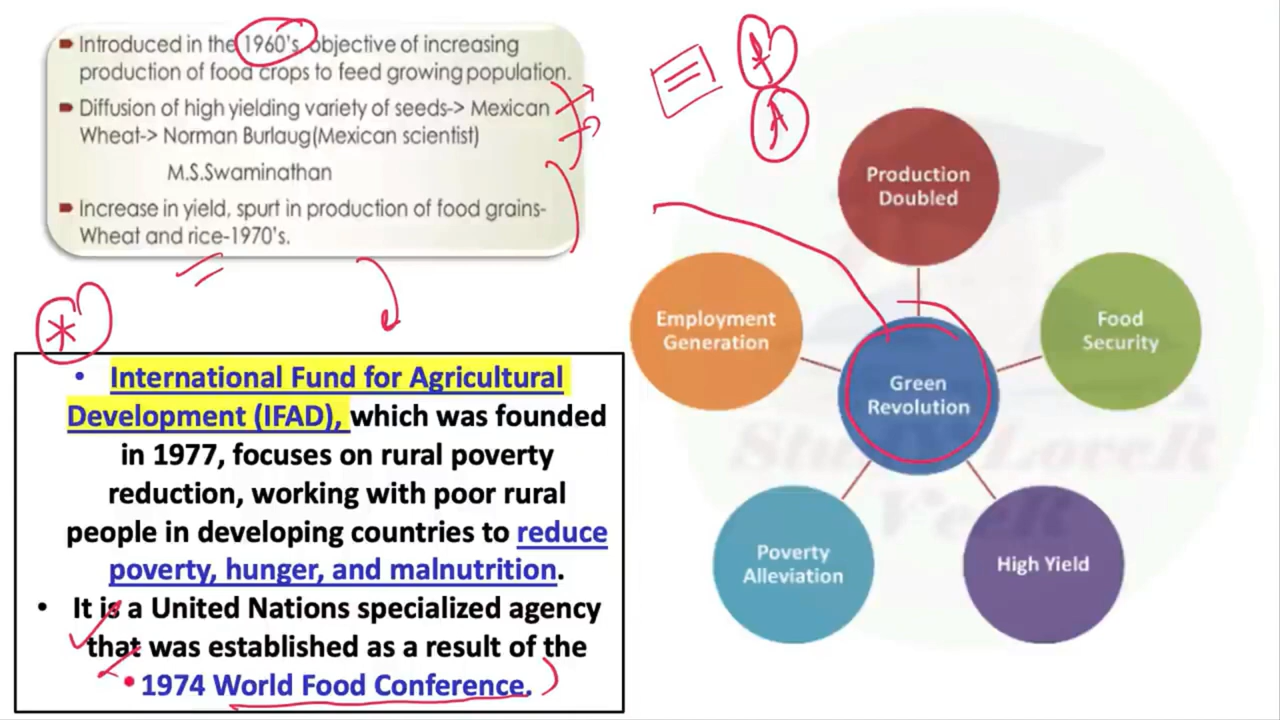 Introduced in the 1960's, objective of increasing
production of food crops to feed growing population.
Diffusion of high yielding variety of seeds-> Mexican
Wheat-> Norman Burlaug(Mexican scientist)
M.S.Swaminathan
Increase in yield, spurt in production of food grains-
Wheat and rice-1970's.
• International Fund for Agricultural
Development (IFAD), which was founded
in 1977, focuses on rural poverty
reduction, working with poor rural
people in developing countries to reduce
poverty, hunger, and malnutrition.
• It is a United Nations specialized agency
that was established as a result of the
• 1974 World Food Conference.
Production
Doubled
Employment
Generation
Food
Security
Green
Revolution
Poverty
Alleviation
High Yield
StudY LoveR
VeeR